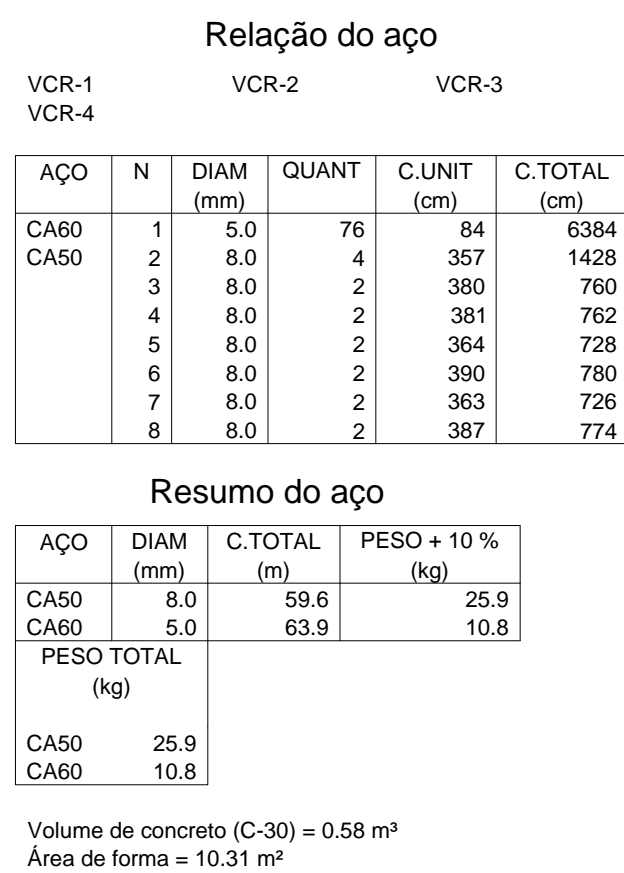 Relação do aço
VCR-1 VCR-2 VCR-3
VCR-4
AÇO N DIAM QUANT C.UNIT C.TOTAL
(mm) (cm) (cm)
CA60 1 5.0 76 84 6384
CA50 2 8.0 4 357 1428
3 8.0 2 380 760
4 8.0 2 381 762
5 8.0 2 364 728
6 8.0 2 390 780
7 8.0 2 363 726
8 8.0 2 387 774
Resumo do aço
AÇO DIAM C.TOTAL PESO + 10 %
(mm) (m) (kg)
CA50 8.0 59.6 25.9
CA60 5.0 63.9 10.8
PESO TOTAL
(kg)
CA50 25.9
CA60 10.8
Volume de concreto (C-30) = 0.58 m³
Área de forma = 10.31 m²